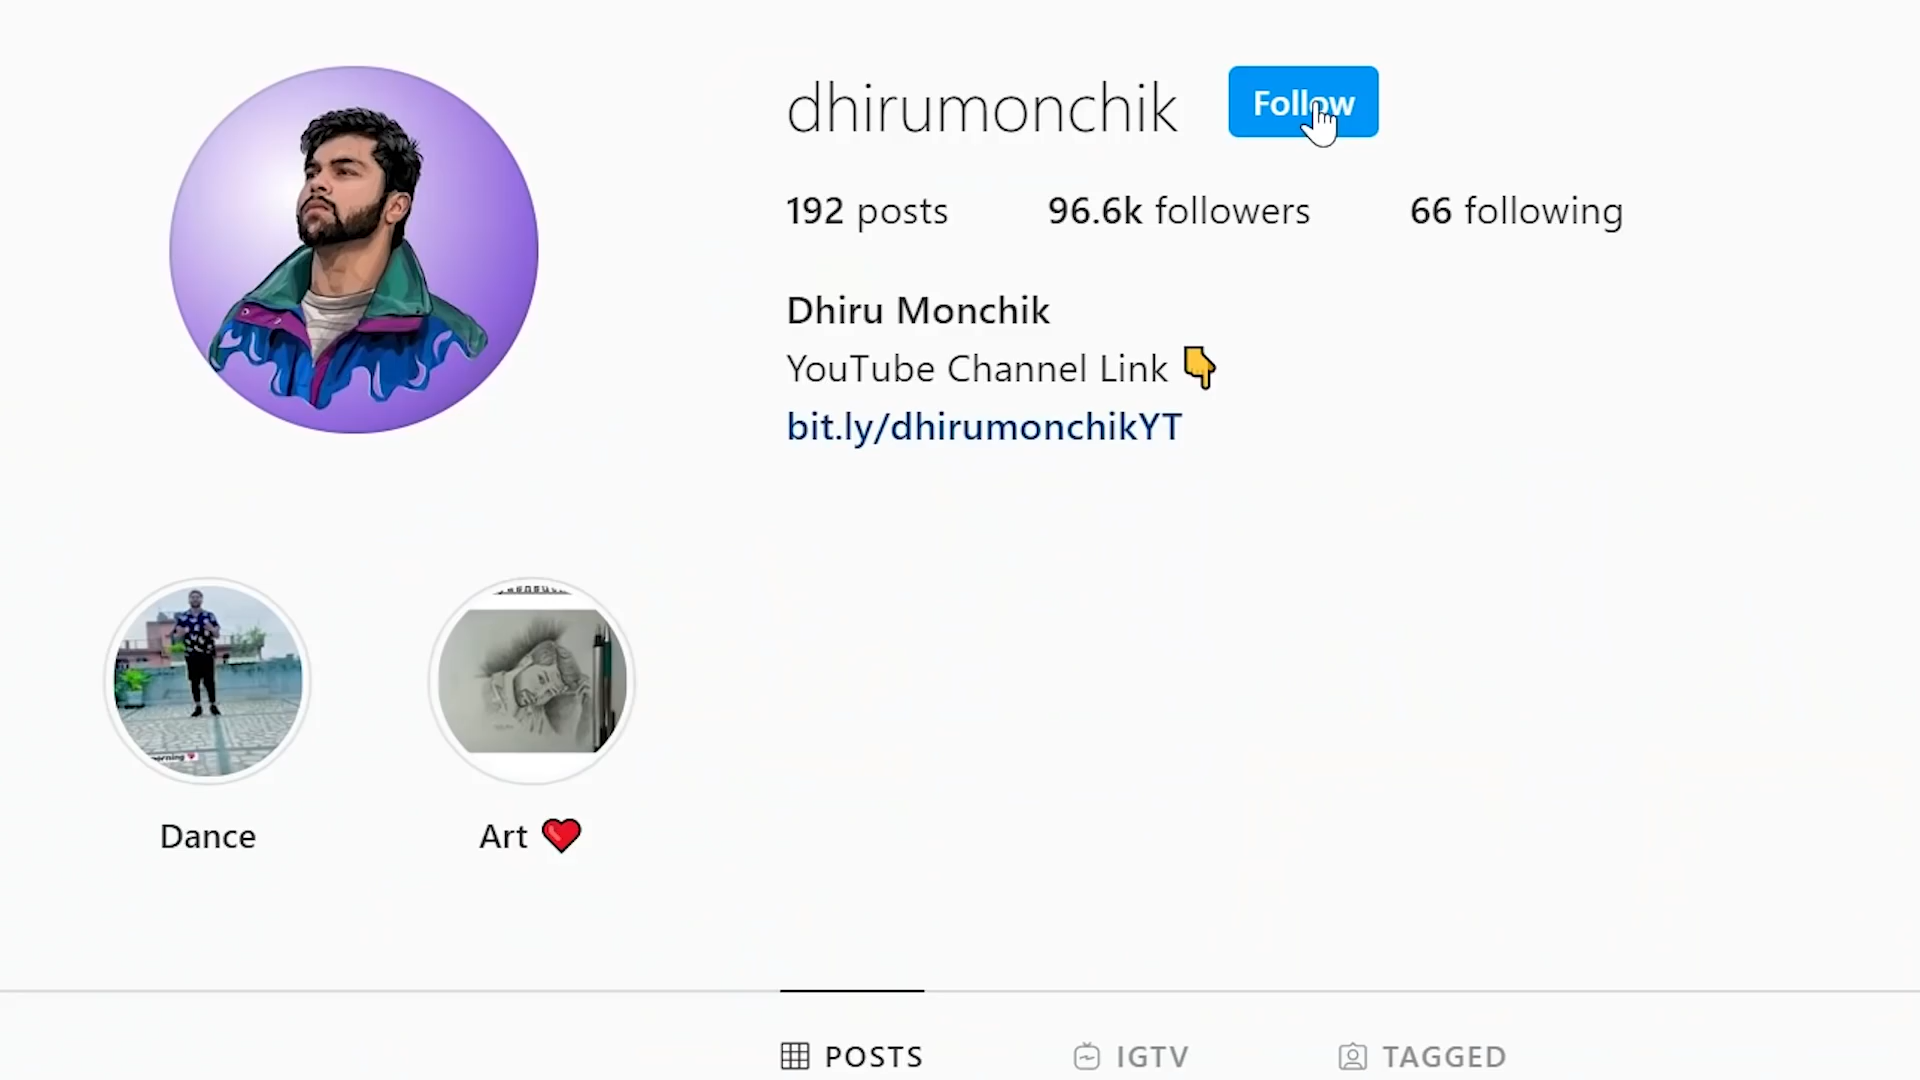 dhirumonchik
Follow
192 posts 96.6k followers 66 following
Dhiru Monchik
YouTube Channel Link 👇
bit.ly/dhirumonchikYT
Dance
Art ❤️
POSTS IGTV TAGGED